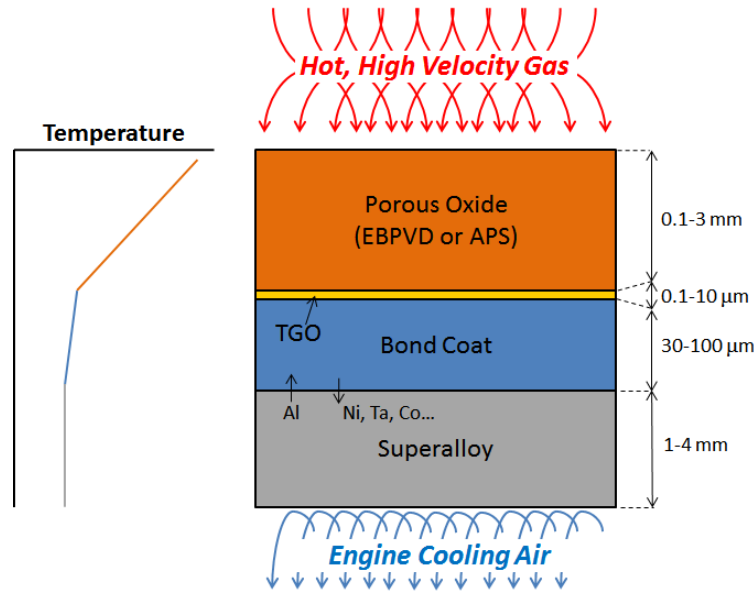 Hot, High Velocity Gas
Temperature
Porous Oxide
(EBPVD or APS)
0.1-3 mm
0.1-10 μm
TGO
Bond Coat
30-100 μm
Al
Ni, Ta, Co...
Superalloy
1-4 mm
Engine Cooling Air